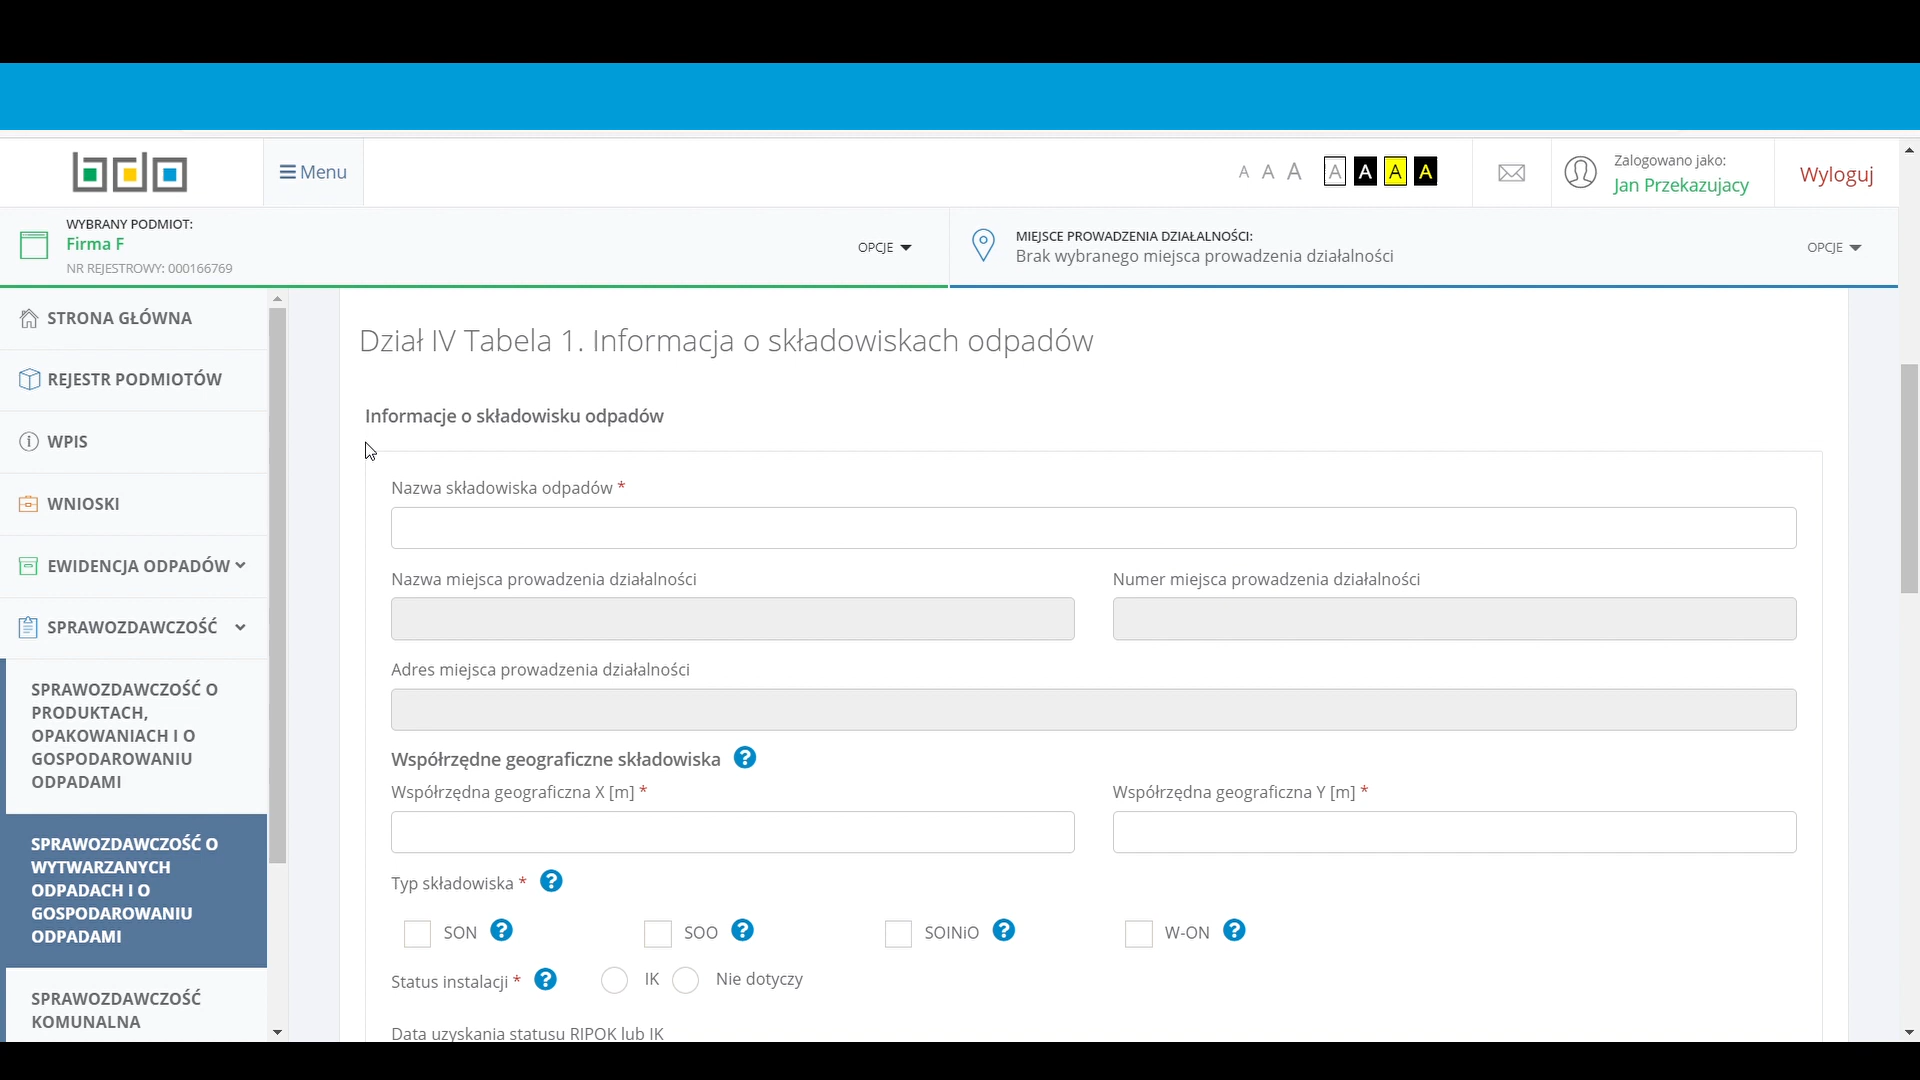 bdo
Menu
A A A A A A A
Zalogowano jako:
Jan Przekazujacy
Wyloguj
WYBRANY PODMIOT:
Firma F
NR REJESTROWY: 000166769
OPCJE
MIEJSCE PROWADZENIA DZIAŁALNOŚCI:
Brak wybranego miejsca prowadzenia działalności
OPCJE
STRONA GŁÓWNA
REJESTR PODMIOTÓW
WPIS
WNIOSKI
EWIDENCJA ODPADÓW
SPRAWOZDAWCZOŚĆ
SPRAWOZDAWCZOŚĆ O
PRODUKTACH,
OPAKOWANIACH I O
GOSPODAROWANIU
ODPADAMI
SPRAWOZDAWCZOŚĆ O
WYTWARZANYCH
ODPADACH I O
GOSPODAROWANIU
ODPADAMI
SPRAWOZDAWCZOŚĆ
KOMUNALNA
Dział IV Tabela 1. Informacja o składowiskach odpadów
Informacje o składowisku odpadów
Nazwa składowiska odpadów *
Nazwa miejsca prowadzenia działalności
Numer miejsca prowadzenia działalności
Adres miejsca prowadzenia działalności
Współrzędne geograficzne składowiska ?
Współrzędna geograficzna X [m] *
Współrzędna geograficzna Y [m] *
Typ składowiska * ?
SON ? SOO ? SOINiO ? W-ON ?
Status instalacji * ? IK Nie dotyczy
Data uzyskania statusu RIPOK lub IK